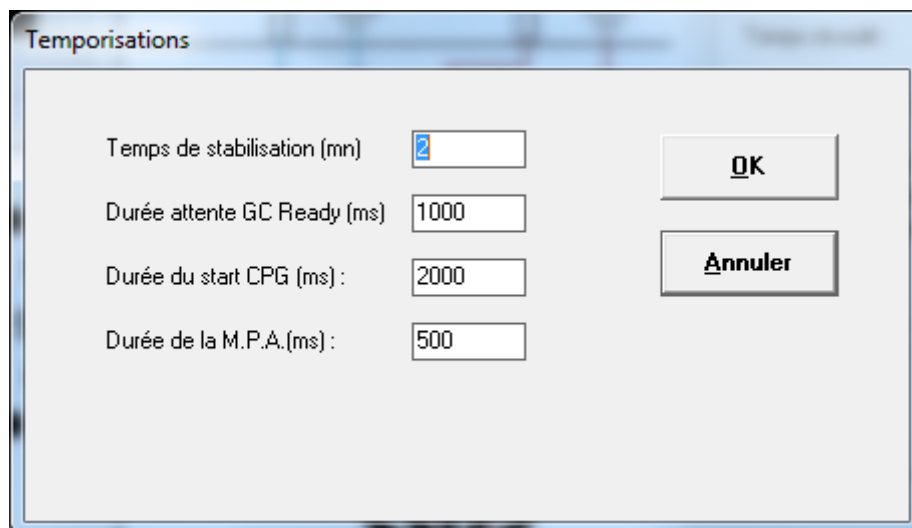 Temporisations
Temps de stabilisation (mn) 2
OK
Durée attente GC Ready (ms) 1000
Annuler
Durée du start CPG (ms) : 2000
Durée de la M.P.A.(ms) : 500